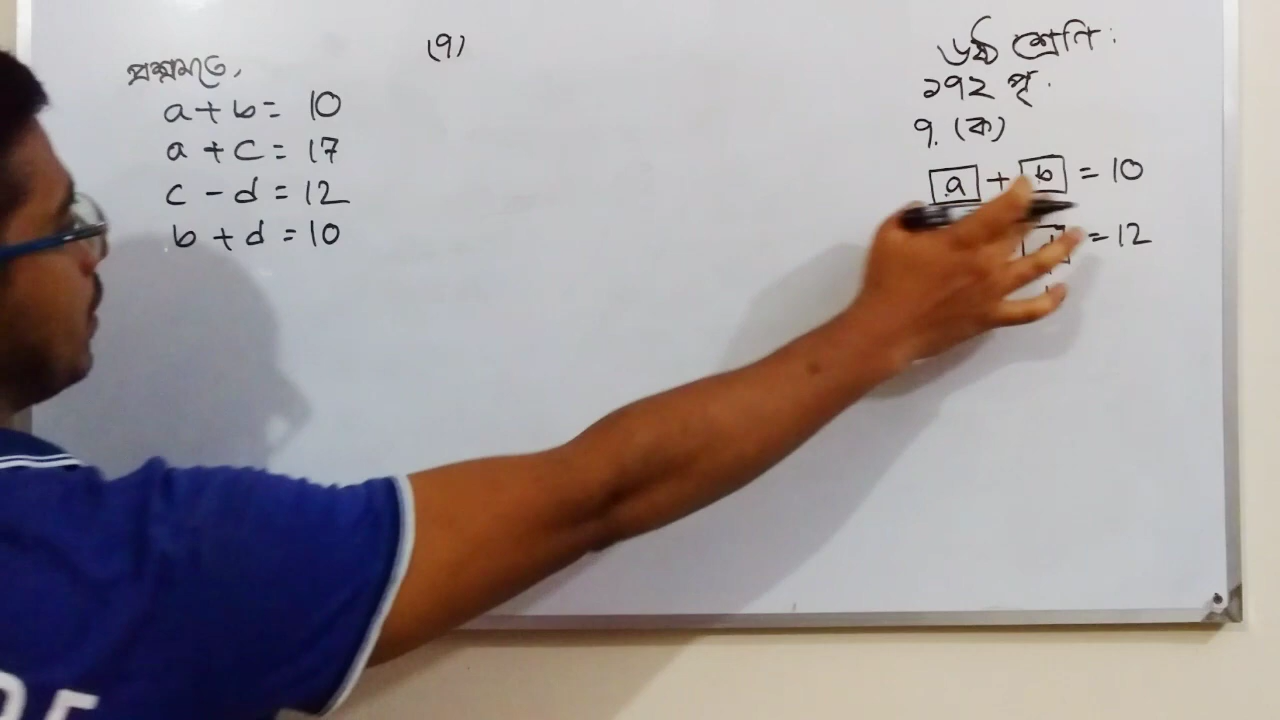 (৭)
প্রশ্নমতে,
a + b = 10
a + c = 17
c - d = 12
b + d = 10
৬ষ্ঠ শ্রেণি:
১৭২ পৃ.
৭. (ক)
a + b = 10
= 12